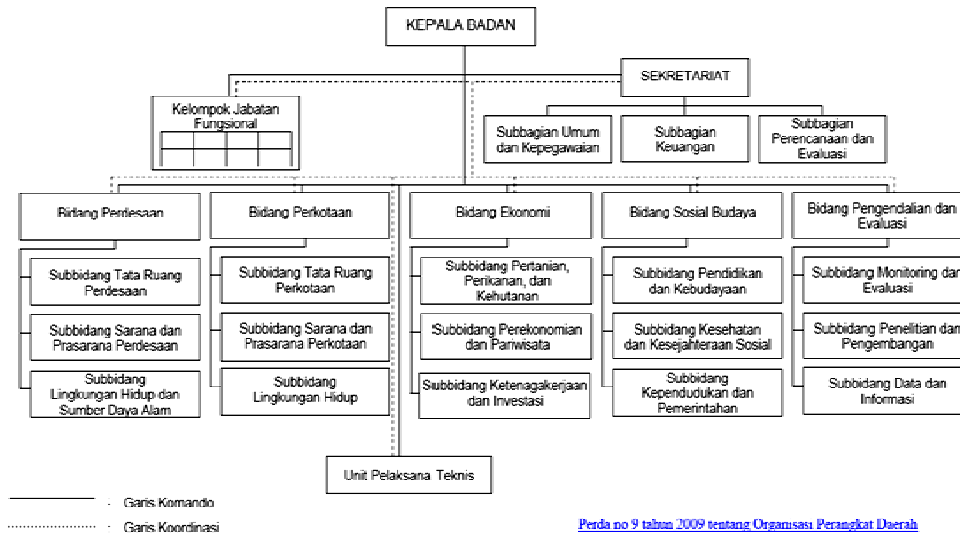 KEPALA BADAN
SEKRETARIAT
Kelompok Jabatan
Fungsional
Subbagian Umum
dan Kepegawaian
Subbagian
Keuangan
Subbagian
Perencanaan dan
Evaluasi
Bidang Perdesaan
Bidang Perkotaan
Bidang Ekonomi
Bidang Sosial Budaya
Bidang Pengendalian dan
Evaluasi
Subbidang Tata Ruang
Perdesaan
Subbidang Sarana dan
Prasarana Perdesaan
Subbidang
Lingkungan Hidup dan
Sumber Daya Alam
Subbidang Tata Ruang
Perkotaan
Subbidang Sarana dan
Prasarana Perkotaan
Subbidang
Lingkungan Hidup
Subbidang Pertanian,
Perikanan, dan
Kehutanan
Subbidang Perekonomian
dan Pariwisata
Subbidang Ketenagakerjaan
dan Investasi
Subbidang Pendidikan
dan Kebudayaan
Subbidang Kesehatan
dan Kesejahteraan Sosial
Subbidang
Kependudukan dan
Pemerintahan
Subbidang Monitoring dan
Evaluasi
Subbidang Penelitian dan
Pengembangan
Subbidang Data dan
Informasi
Unit Pelaksana Teknis
: Garis Komando
: Garis Koordinasi
Perda no 9 tahun 2009 tentang Organisasi Perangkat Daerah